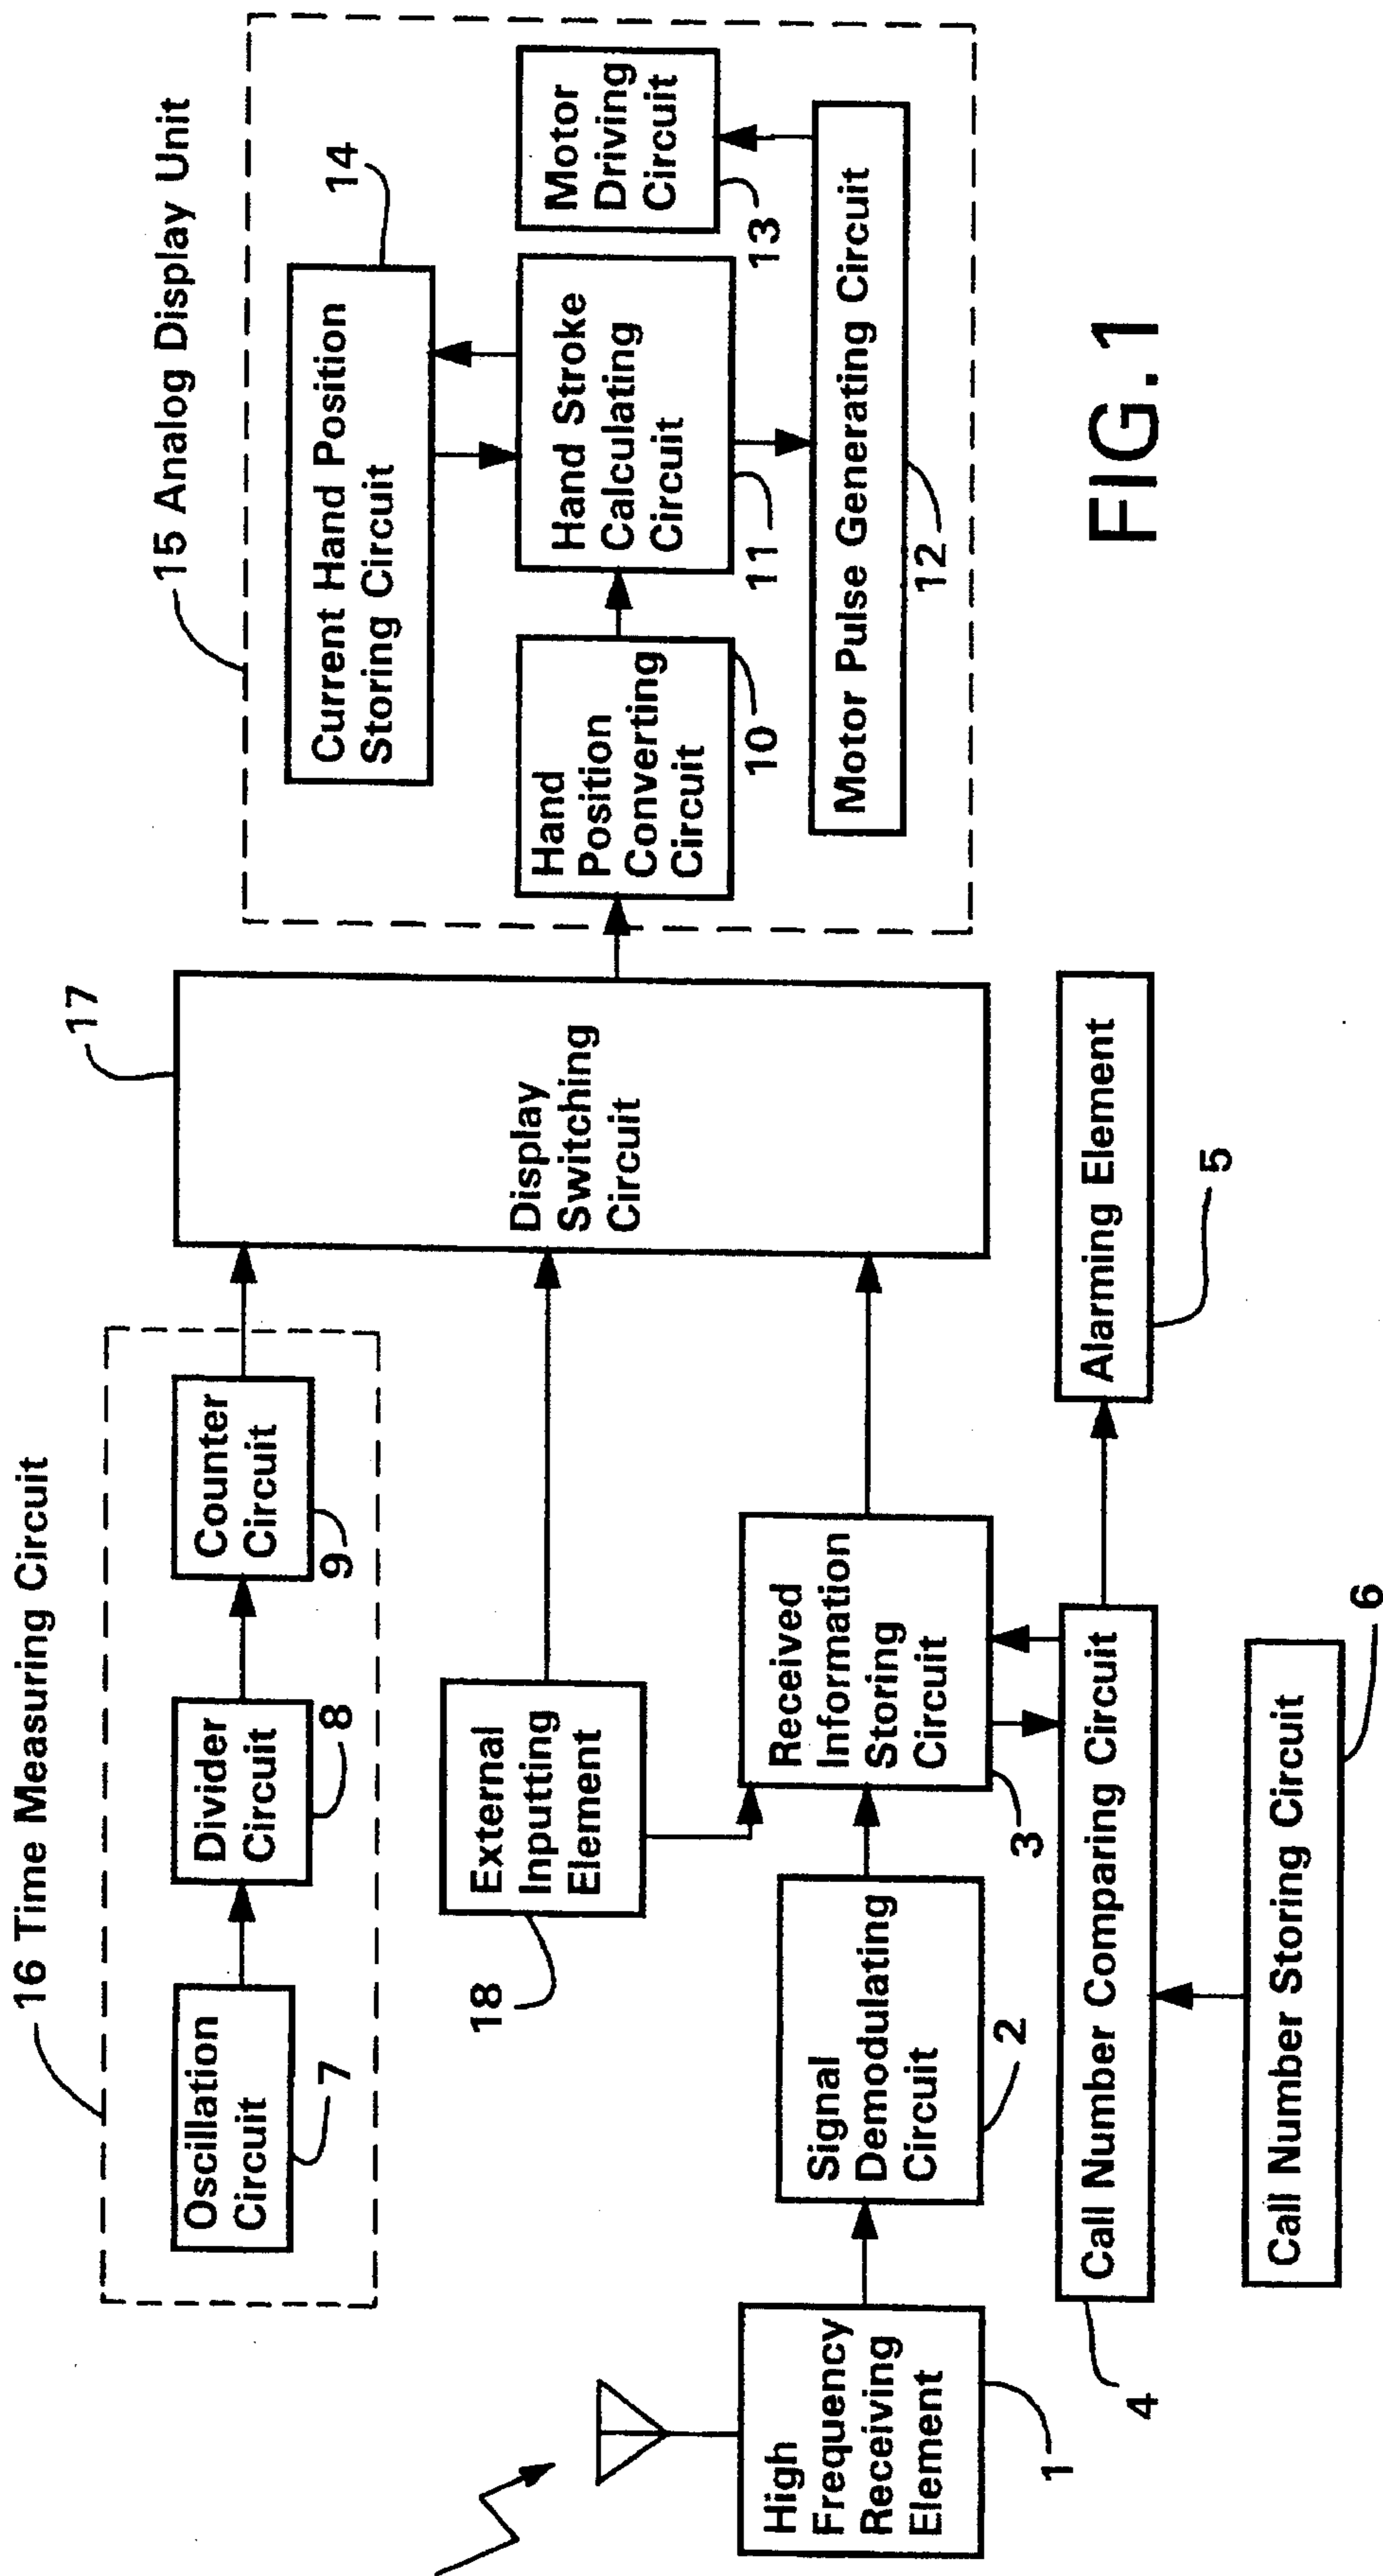 16 Time Measuring Circuit
Oscillation
Circuit
7
Divider
Circuit
8
Counter
Circuit
9
17
Display
Switching
Circuit
15 Analog Display Unit
Current Hand Position
Storing Circuit
14
Hand
Position
Converting
Circuit
10
Hand Stroke
Calculating
Circuit
11
Motor
Driving
Circuit
13
Motor Pulse Generating Circuit
12
External
Inputting
Element
18
High
Frequency
Receiving
Element
1
Signal
Demodulating
Circuit
2
Received
Information
Storing
Circuit
3
Call Number Comparing Circuit
4
Alarming Element
5
Call Number Storing Circuit
6
FIG.1